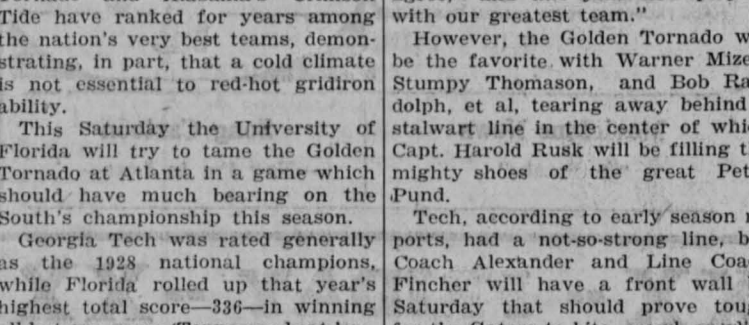 Tide have ranked for years among
the nation's very best teams, demon-
strating, in part, that a cold climate
is not essential to red-hot gridiron
ability.
This Saturday the University of
Florida will try to tame the Golden
Tornado at Atlanta in a game which
should have much bearing on the
South's championship this season.
Georgia Tech was rated generally
as the 1928 national champions,
while Florida rolled up that year's
highest total score—336—in winning
with our greatest team."
However, the Golden Tornado w
be the favorite with Warner Mize
Stumpy Thomason, and Bob Ra
dolph, et al, tearing away behind
stalwart line in the center of whi
Capt. Harold Rusk will be filling t
mighty shoes of the great Pet
Pund.
Tech, according to early season r
ports, had a not-so-strong line, b
Coach Alexander and Line Coa
Fincher will have a front wall
Saturday that should prove tou